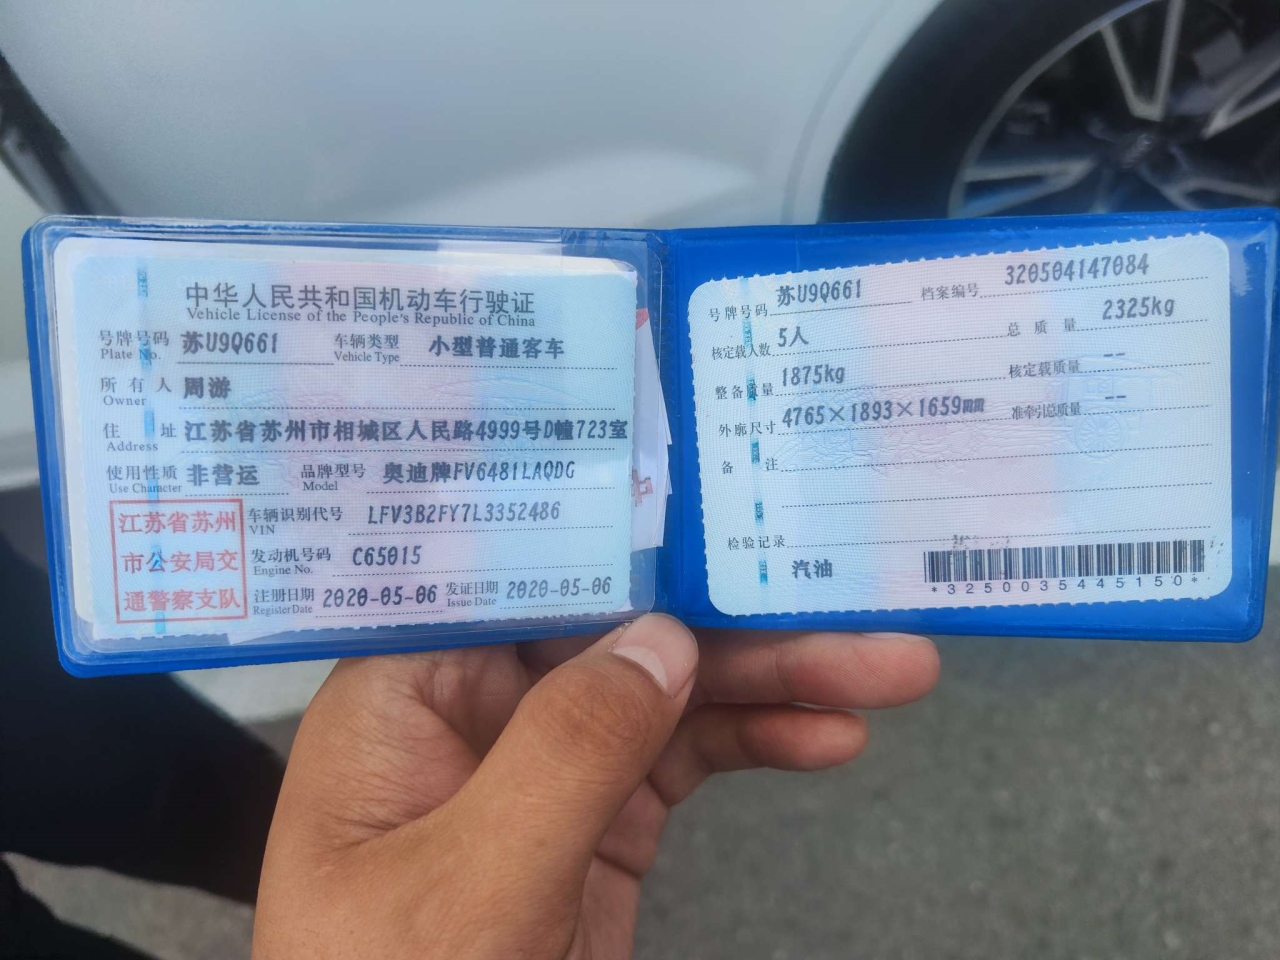 中华人民共和国机动车行驶证
Vehicle License of the People's Republic of China
号牌号码 苏U9Q661 车辆类型 小型普通客车
Plate No. Vehicle Type
所有人 周游
Owner
住址 江苏省苏州市相城区人民路4999号D幢723室
Address
使用性质 非营运 品牌型号 奥迪牌FV6481LAQDG
Use Character Model
江苏省苏州
市公安局交
通警察支队
车辆识别代号 LFV3B2FY7L3352486
VIN
发动机号码 C65015
Engine No.
注册日期 2020-05-06 发证日期 2020-05-06
Register Date Issue Date
号牌号码 苏U9Q661 档案编号 320504147084
核定载人数 5人 总质量 2325kg
整备质量 1875kg 核定载质量 --
外廓尺寸 4765×1893×1659mm 准牵引总质量 --
备注
检验记录
汽油
*3250035445150*